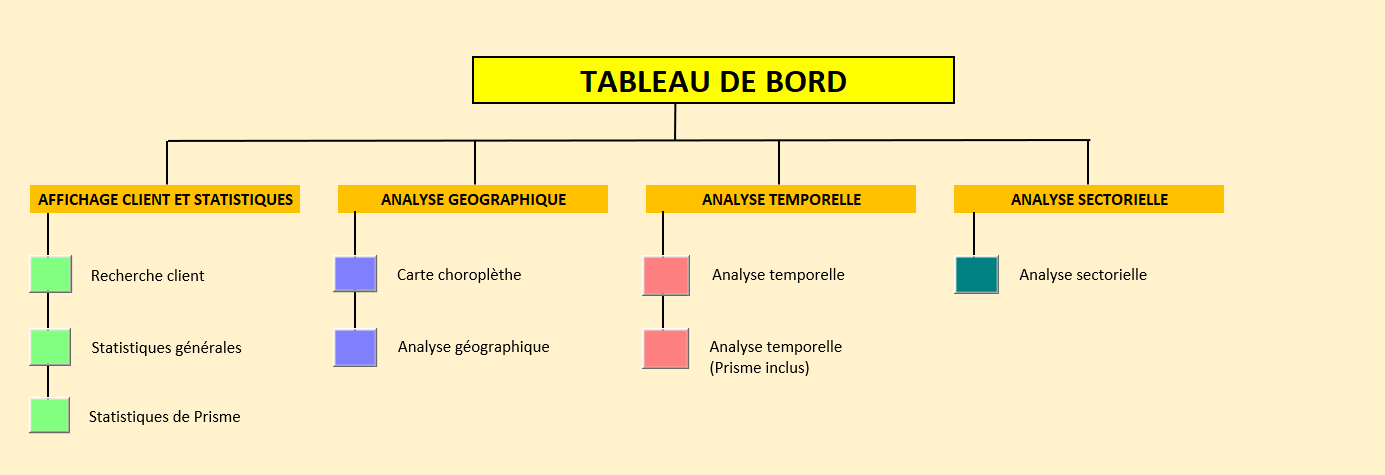 TABLEAU DE BORD
AFFICHAGE CLIENT ET STATISTIQUES
Recherche client
Statistiques générales
Statistiques de Prisme
ANALYSE GEOGRAPHIQUE
Carte choroplèthe
Analyse géographique
ANALYSE TEMPORELLE
Analyse temporelle
Analyse temporelle
(Prisme inclus)
ANALYSE SECTORIELLE
Analyse sectorielle